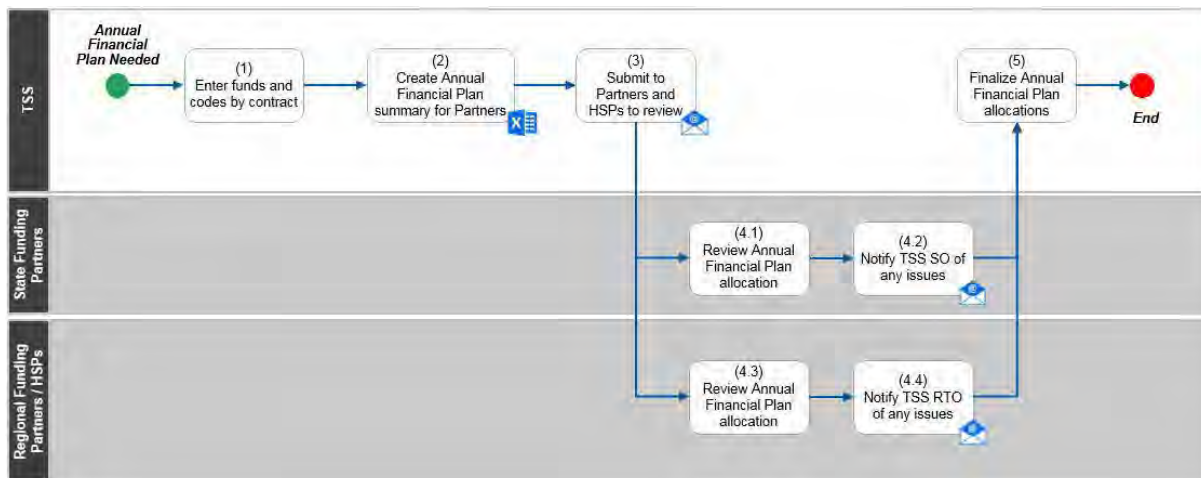 Annual
Financial
Plan Needed
(1)
Enter funds and
codes by contract
(2)
Create Annual
Financial Plan
summary for Partners
(3)
Submit to
Partners and
HSPs to review
(5)
Finalize Annual
Financial Plan
allocations
End
TSS
State Funding
Partners
(4.1)
Review Annual
Financial Plan
allocation
(4.2)
Notify TSS SO of
any issues
Regional Funding
Partners / HSPs
(4.3)
Review Annual
Financial Plan
allocation
(4.4)
Notify TSS RTO
of any issues